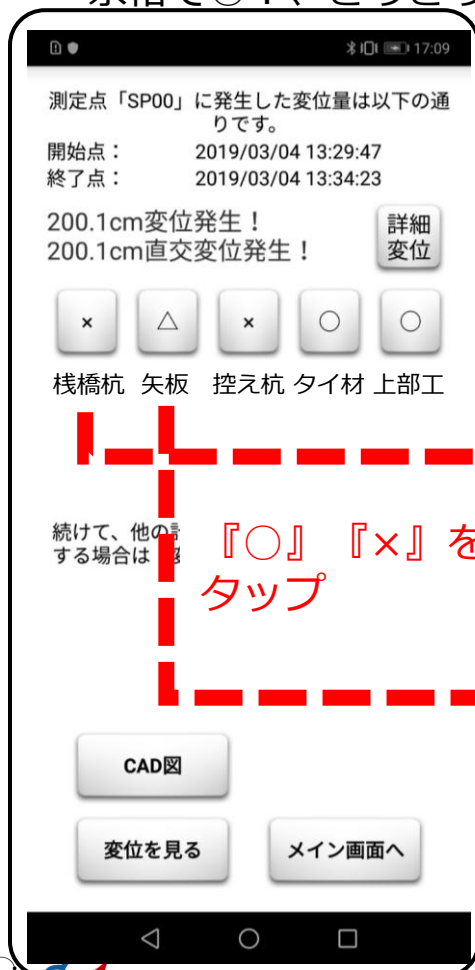 17:09
測定点「SP00」に発生した変位量は以下の通
りです。
開始点： 2019/03/04 13:29:47
終了点： 2019/03/04 13:34:23
200.1cm変位発生！
200.1cm直交変位発生！
詳細
変位
× △ × ○ ○
桟橋杭 矢板 控え杭 タイ材 上部工
続けて、他の
する場合は
『○』『×』を
タップ
CAD図
変位を見る メイン画面へ